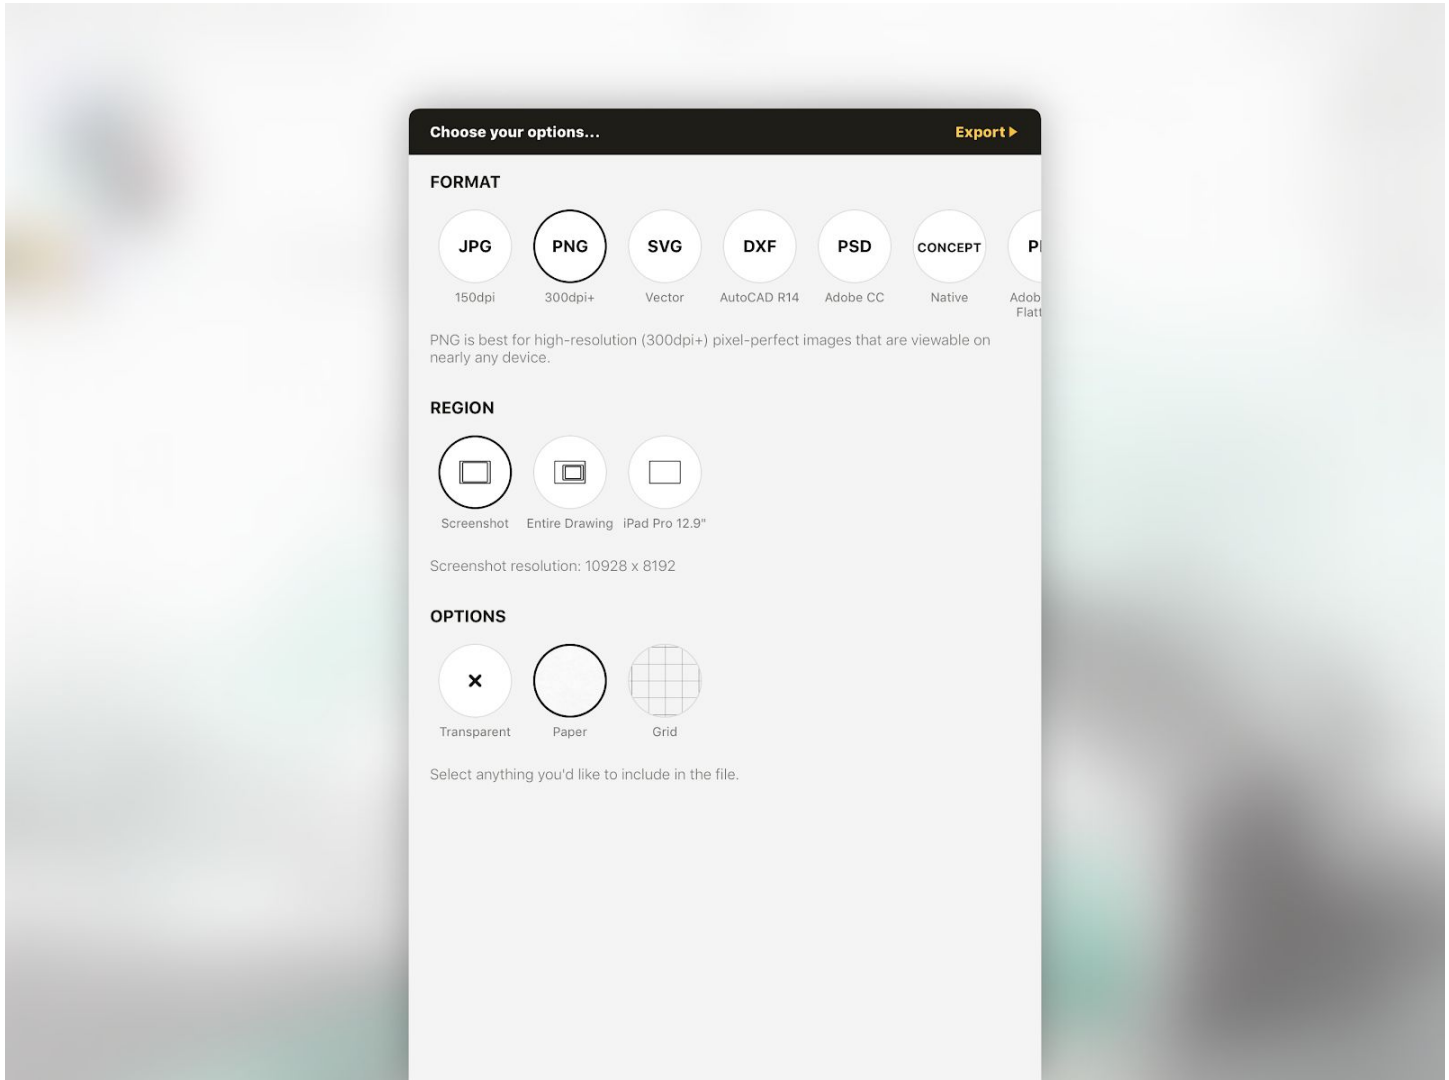 Choose your options...
Export
FORMAT
JPG
PNG
SVG
DXF
PSD
CONCEPT
150dpi
300dpi+
Vector
AutoCAD R14
Adobe CC
Native
PNG is best for high-resolution (300dpi+) pixel-perfect images that are viewable on
nearly any device.
REGION
Screenshot
Entire Drawing
iPad Pro 12.9"
Screenshot resolution: 10928 x 8192
OPTIONS
Transparent
Paper
Grid
Select anything you'd like to include in the file.